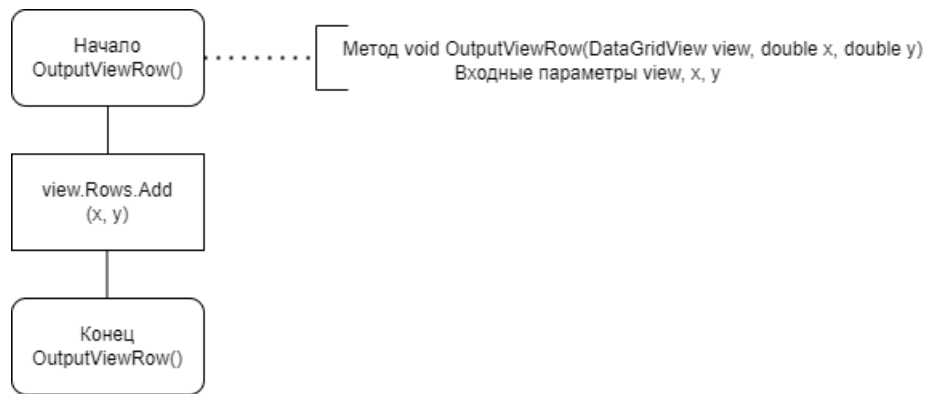 Начало
OutputViewRow()
Метод void OutputViewRow(DataGridView view, double x, double y)
Входные параметры view, x, y
view.Rows.Add
(x, y)
Конец
OutputViewRow()